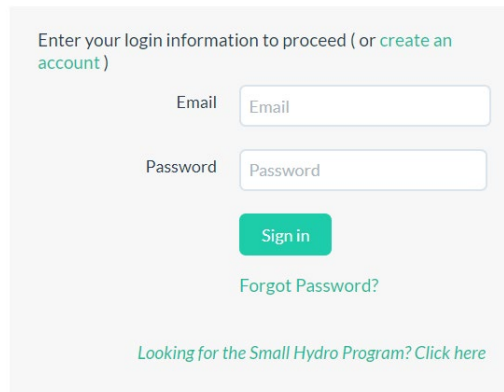 Enter your login information to proceed ( or create an
account )
Email
Email
Password
Password
Sign in
Forgot Password?
Looking for the Small Hydro Program? Click here